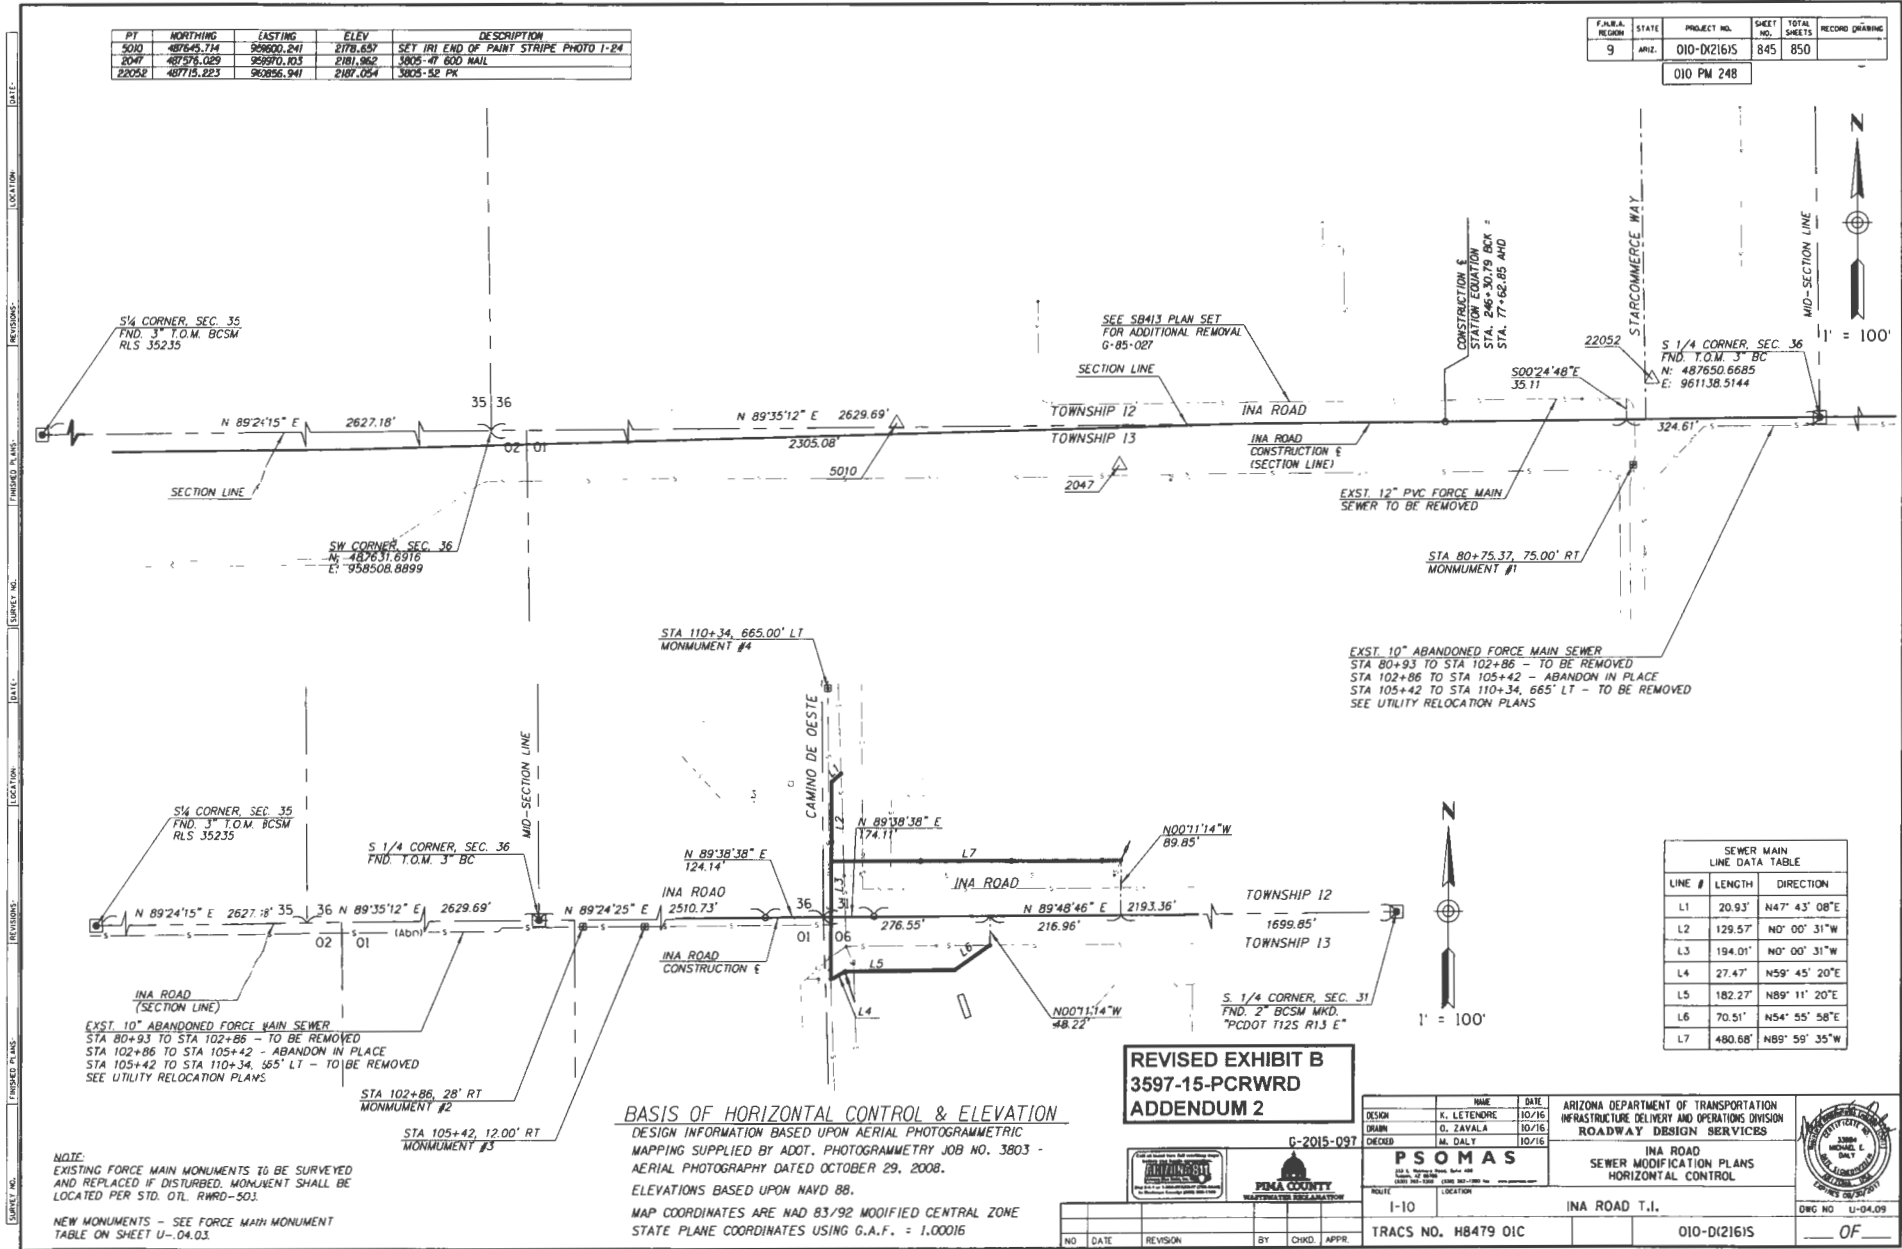 PT NORTHING EASTING ELEV DESCRIPTION
5010 487645.714 959600.241 2178.657 SET IRI END OF PAINT STRIPE PHOTO 1-24
2047 487576.029 959970.103 2181.962 3805-47 60D NAIL
22052 487715.223 960856.941 2187.054 3805-52 PK
F.H.W.A. REGION STATE PROJECT NO. SHEET NO. TOTAL SHEETS RECORD DRAWING
9 ARIZ. 010-D(216)S 845 850
010 PM 248
N
1' = 100'
S¼ CORNER, SEC. 35
FND. 3" T.O.M. BCSM
RLS 35235
35 36
N 89°24'15" E 2627.18'
02 01
SECTION LINE
SW CORNER, SEC. 36
N: 487631.6916
E: 958508.8899
N 89°35'12" E 2629.69'
2305.08'
5010
2047
SEE SB413 PLAN SET
FOR ADDITIONAL REMOVAL
G-85-027
SECTION LINE
TOWNSHIP 12
TOWNSHIP 13
INA ROAD
INA ROAD
CONSTRUCTION ℄
(SECTION LINE)
CONSTRUCTION ℄
STATION EQUATION
STA. 246+30.79 BCK =
STA. 77+62.85 AHD
S00°24'48"E
35.11
STARCOMMERCE WAY
22052
MID-SECTION LINE
S 1/4 CORNER, SEC. 36
FND. T.O.M. 3" BC
N: 487650.6685
E: 961138.5144
324.61'
EXST. 12" PVC FORCE MAIN
SEWER TO BE REMOVED
STA 80+75.37, 75.00' RT
MONMUMENT #1
EXST. 10" ABANDONED FORCE MAIN SEWER
STA 80+93 TO STA 102+86 - TO BE REMOVED
STA 102+86 TO STA 105+42 - ABANDON IN PLACE
STA 105+42 TO STA 110+34, 665' LT - TO BE REMOVED
SEE UTILITY RELOCATION PLANS
STA 110+34, 665.00' LT
MONMUMENT #4
CAMINO DE OESTE
MID-SECTION LINE
S¼ CORNER, SEC. 35
FND. 3" T.O.M. BCSM
RLS 35235
S 1/4 CORNER, SEC. 36
FND. T.O.M. 3" BC
N 89°24'15" E 2627.18' 35 36 N 89°35'12" E 2629.69'
02 01 (Abn)
INA ROAD
(SECTION LINE)
N 89°24'25" E 2510.73'
INA ROAD
N 89°38'38" E
124.14'
INA ROAD
CONSTRUCTION ℄
36 31
01 06
L1
L2
L3
N 89°38'38" E
174.11'
L7
INA ROAD
N00°11'14"W
89.85'
276.55'
N 89°48'46" E 2193.36'
216.96'
TOWNSHIP 12
1699.85'
TOWNSHIP 13
L5
L6
L4
N00°11'14"W
48.22'
S. 1/4 CORNER, SEC. 31
FND. 2" BCSM MKD.
"PCDOT T12S R13 E"
N
1' = 100'
EXST. 10" ABANDONED FORCE MAIN SEWER
STA 80+93 TO STA 102+86 - TO BE REMOVED
STA 102+86 TO STA 105+42 - ABANDON IN PLACE
STA 105+42 TO STA 110+34, 665' LT - TO BE REMOVED
SEE UTILITY RELOCATION PLANS
STA 102+86, 28' RT
MONMUMENT #2
STA 105+42, 12.00' RT
MONMUMENT #3
SEWER MAIN
LINE DATA TABLE
LINE # LENGTH DIRECTION
L1 20.93' N47° 43' 08"E
L2 129.57' N0° 00' 31"W
L3 194.01' N0° 00' 31"W
L4 27.47' N59° 45' 20"E
L5 182.27' N89° 11' 20"E
L6 70.51' N54° 55' 58"E
L7 480.68' N89° 59' 35"W
NOTE:
EXISTING FORCE MAIN MONUMENTS TO BE SURVEYED
AND REPLACED IF DISTURBED. MONUMENT SHALL BE
LOCATED PER STD. DTL. RWRD-503.
NEW MONUMENTS - SEE FORCE MAIN MONUMENT
TABLE ON SHEET U-.04.03.
BASIS OF HORIZONTAL CONTROL & ELEVATION
DESIGN INFORMATION BASED UPON AERIAL PHOTOGRAMMETRIC
MAPPING SUPPLIED BY ADOT. PHOTOGRAMMETRY JOB NO. 3803 -
AERIAL PHOTOGRAPHY DATED OCTOBER 29, 2008.
ELEVATIONS BASED UPON NAVD 88.
MAP COORDINATES ARE NAD 83/92 MODIFIED CENTRAL ZONE
STATE PLANE COORDINATES USING G.A.F. = 1.00016
REVISED EXHIBIT B
3597-15-PCRWRD
ADDENDUM 2
G-2015-097
ARIZONA 811
PIMA COUNTY
WASTEWATER RECLAMATION
NO DATE REVISION BY CHKD. APPR.
NAME DATE
DESIGN K. LETENDRE 10/16
DRAWN O. ZAVALA 10/16
CHECKED M. DALY 10/16
PSOMAS
ARIZONA DEPARTMENT OF TRANSPORTATION
INFRASTRUCTURE DELIVERY AND OPERATIONS DIVISION
ROADWAY DESIGN SERVICES
INA ROAD
SEWER MODIFICATION PLANS
HORIZONTAL CONTROL
MICHAEL E. DALY
ROUTE LOCATION
I-10 INA ROAD T.I.
DWG NO U-04.09
TRACS NO. H8479 01C 010-D(216)S OF
SURVEY NO. FINISHED PLANS- REVISIONS- LOCATION- DATE-
SURVEY NO. FINISHED PLANS- REVISIONS- LOCATION- DATE-